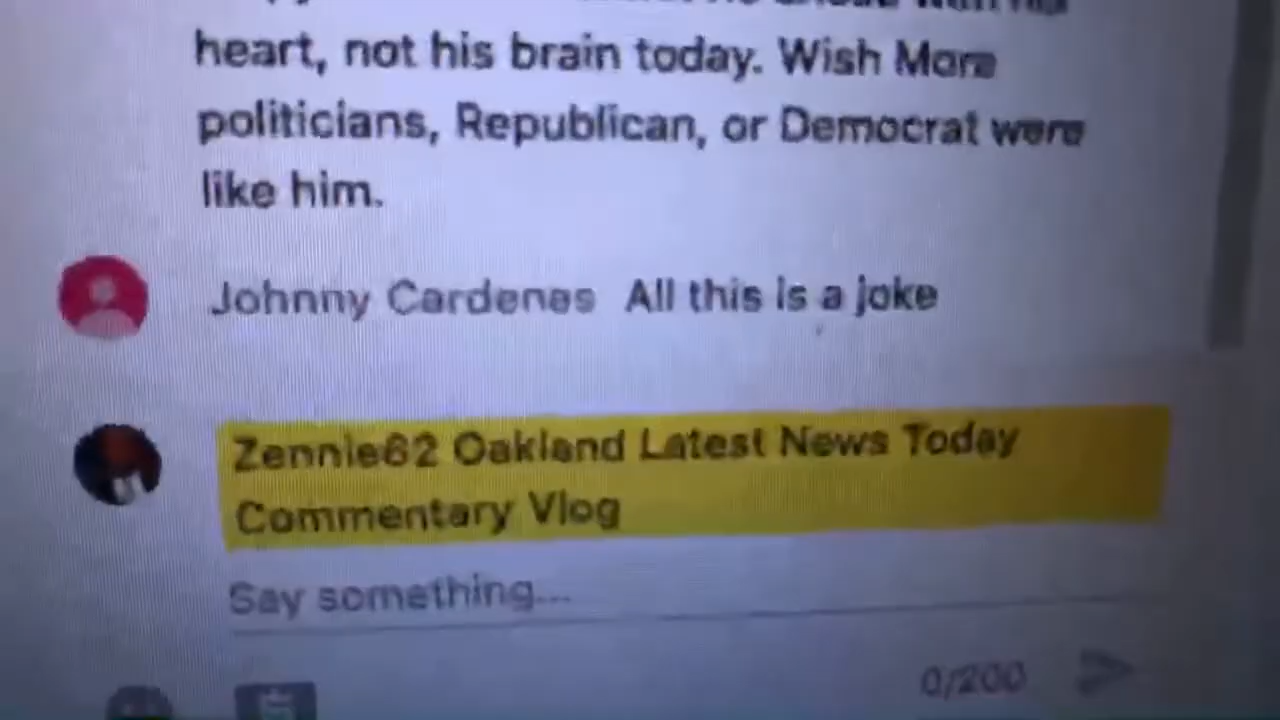 heart, not his brain today. Wish More
politicians, Republican, or Democrat were
like him.
Johnny Cardenas All this is a joke
Zennie62 Oakland Latest News Today
Commentary Vlog
Say something...
0/200